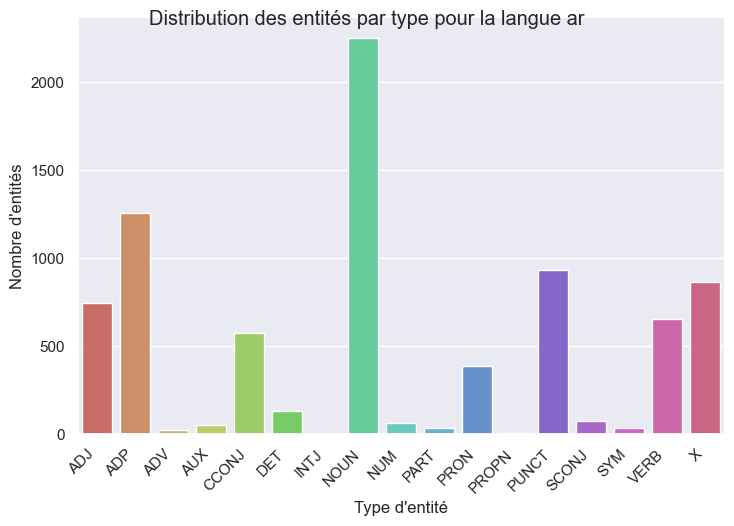 Distribution des entités par type pour la langue ar
2000
1500
1000
500
0
Nombre d'entités
ADJ
ADP
ADV
AUX
CCONJ
DET
INTJ
NOUN
NUM
PART
PRON
PROPN
PUNCT
SCONJ
SYM
VERB
X
Type d'entité